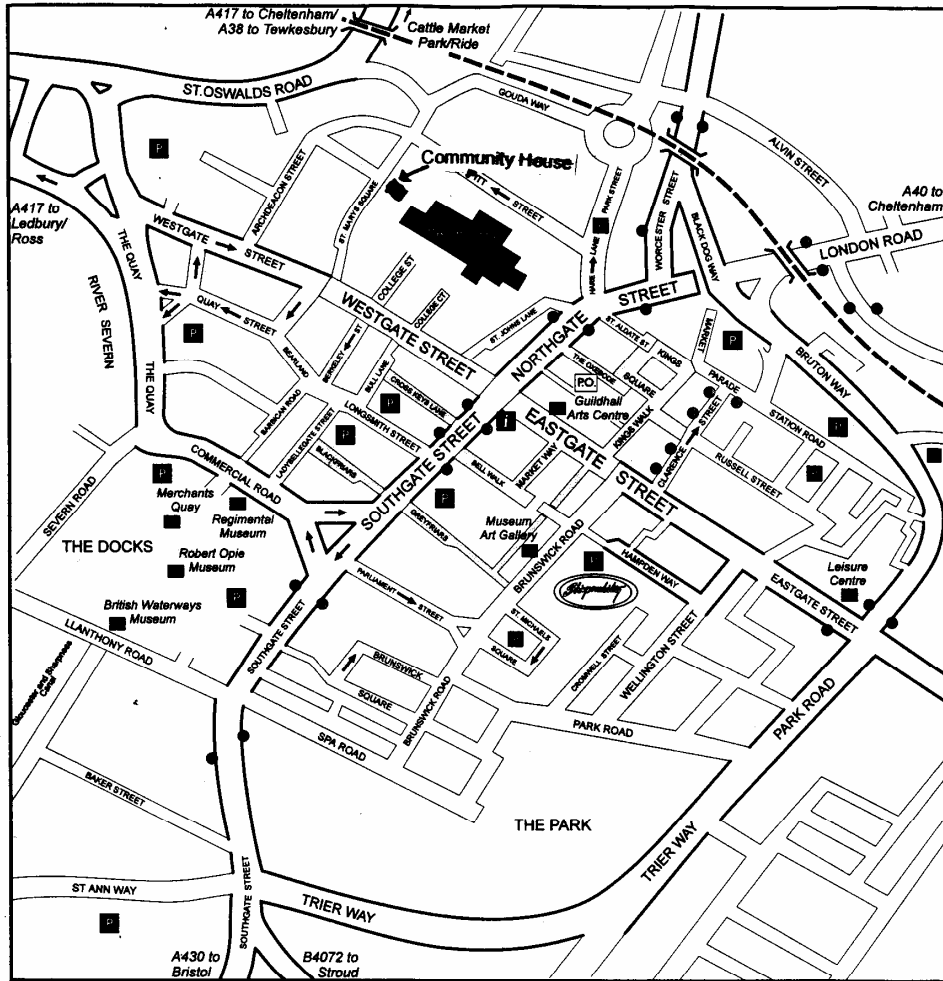 A417 to Cheltenham/
A38 to Tewkesbury
Cattle Market
Park/Ride
ST.OSWALDS ROAD
GOUDA WAY
ALVIN STREET
P
Community House
PITT
STREET
PARK STREET
A40 to
Cheltenham
ARCHDEACON STREET
ST. MARYS SQUARE
WORCESTER STREET
BLACK DOG WAY
LONDON ROAD
A417 to
Ledbury/
Ross
WESTGATE
STREET
THE QUAY
COLLEGE ST
COLLEGE CT.
HARE LANE
RIVER SEVERN
WESTGATE STREET
ST. JOHNS LANE
NORTHGATE
STREET
QUAY
STREET
P
BEARLAND
BERKELEY ST
BULL LANE
CROSS KEYS LANE
ST. ALDATE ST
KINGS
SQUARE
MARKET
PARADE
P
BRUTON WAY
THE QUAY
P.O.
Guildhall
Arts Centre
P
LONGSMITH STREET
P
BARBICAN ROAD
LADYBELLEGATE STREET
BLACKFRIARS
SOUTHGATE STREET
EASTGATE
STREET
KINGS WALK
CLARENCE
STREET
STATION ROAD
P
RUSSELL STREET
COMMERCIAL ROAD
SEVERN ROAD
P
Merchants
Quay
Regimental
Museum
BELL WALK
MARKET WAY
P
GREYFRIARS
Museum
Art Gallery
BRUNSWICK ROAD
THE DOCKS
Robert Opie
Museum
P
British Waterways
Museum
HAMPDEN WAY
Leisure
Centre
EASTGATE STREET
PARLIAMENT
STREET
ST. MICHAELS
SQUARE
CROMWELL STREET
WELLINGTON STREET
LLANTHONY ROAD
SOUTHGATE STREET
Gloucester and Sharpness
Canal
BRUNSWICK
SQUARE
BRUNSWICK ROAD
PARK ROAD
PARK ROAD
SPA ROAD
BAKER STREET
THE PARK
TRIER WAY
ST ANN WAY
SOUTHGATE STREET
TRIER WAY
P
A430 to
Bristol
B4072 to
Stroud